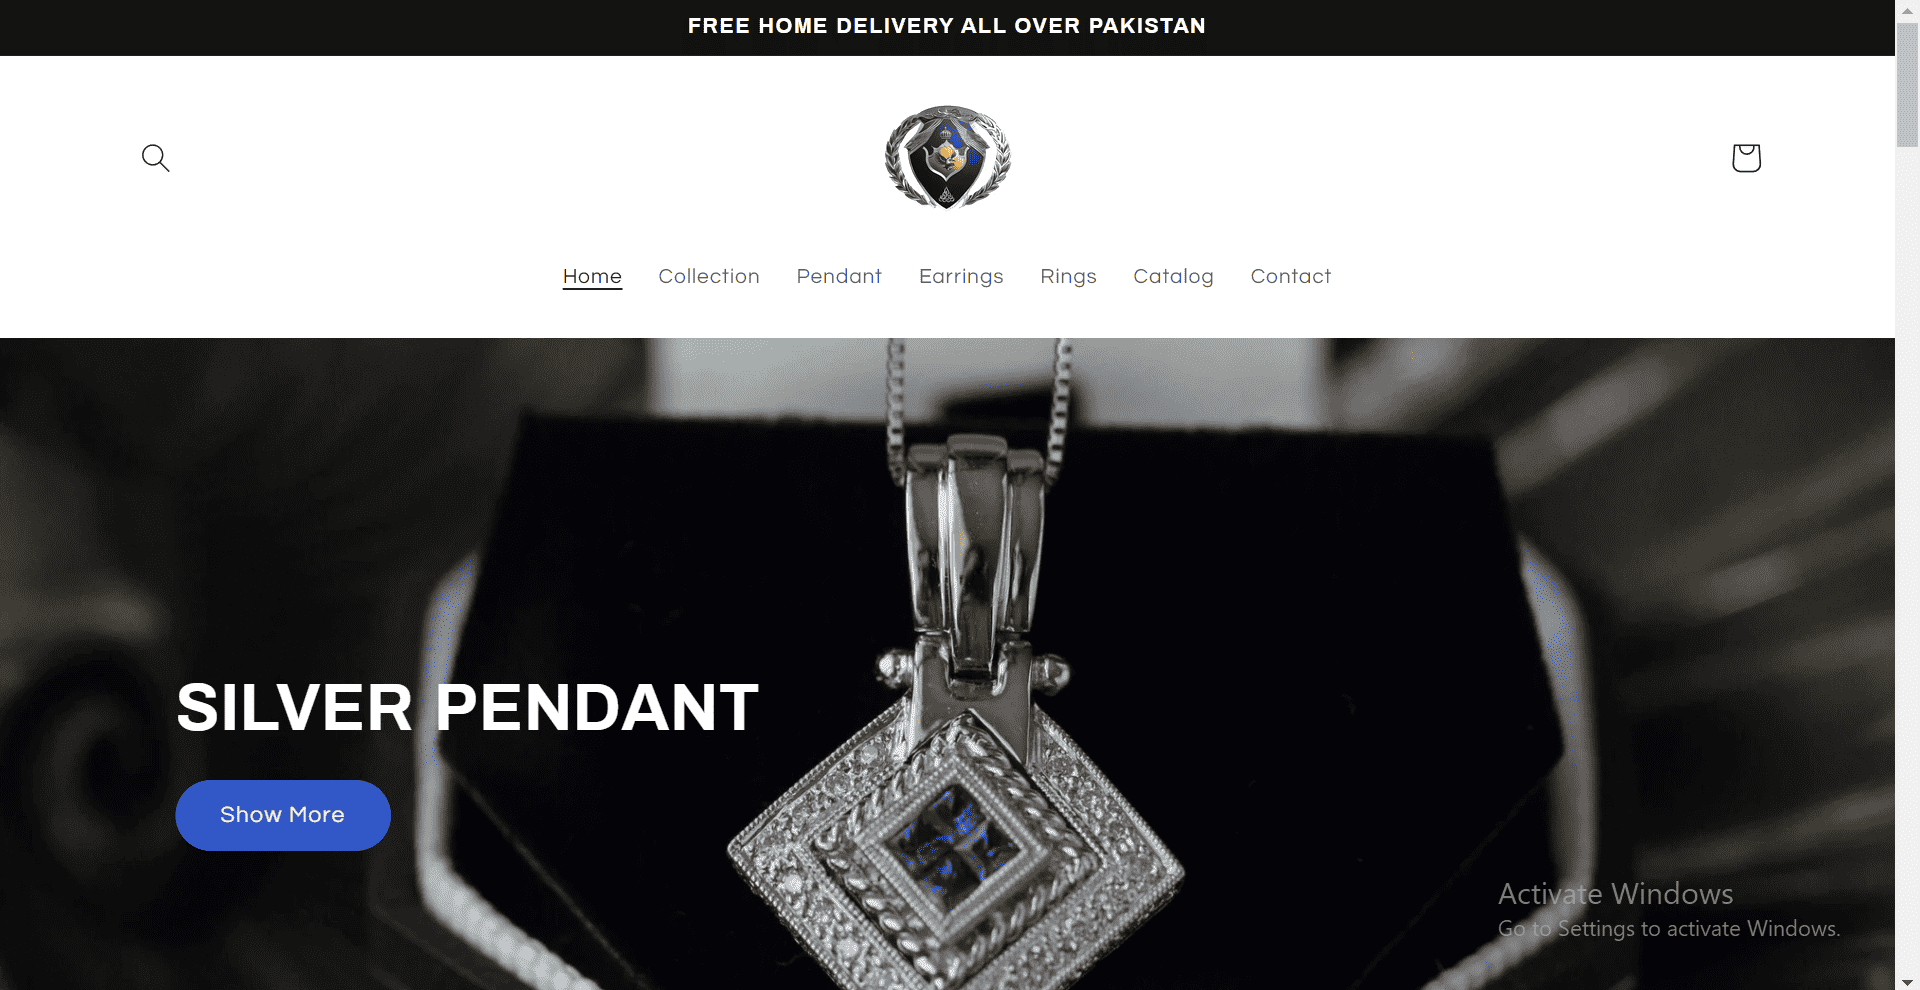 FREE HOME DELIVERY ALL OVER PAKISTAN
Home Collection Pendant Earrings Rings Catalog Contact
SILVER PENDANT
Show More
Activate Windows
Go to Settings to activate Windows.